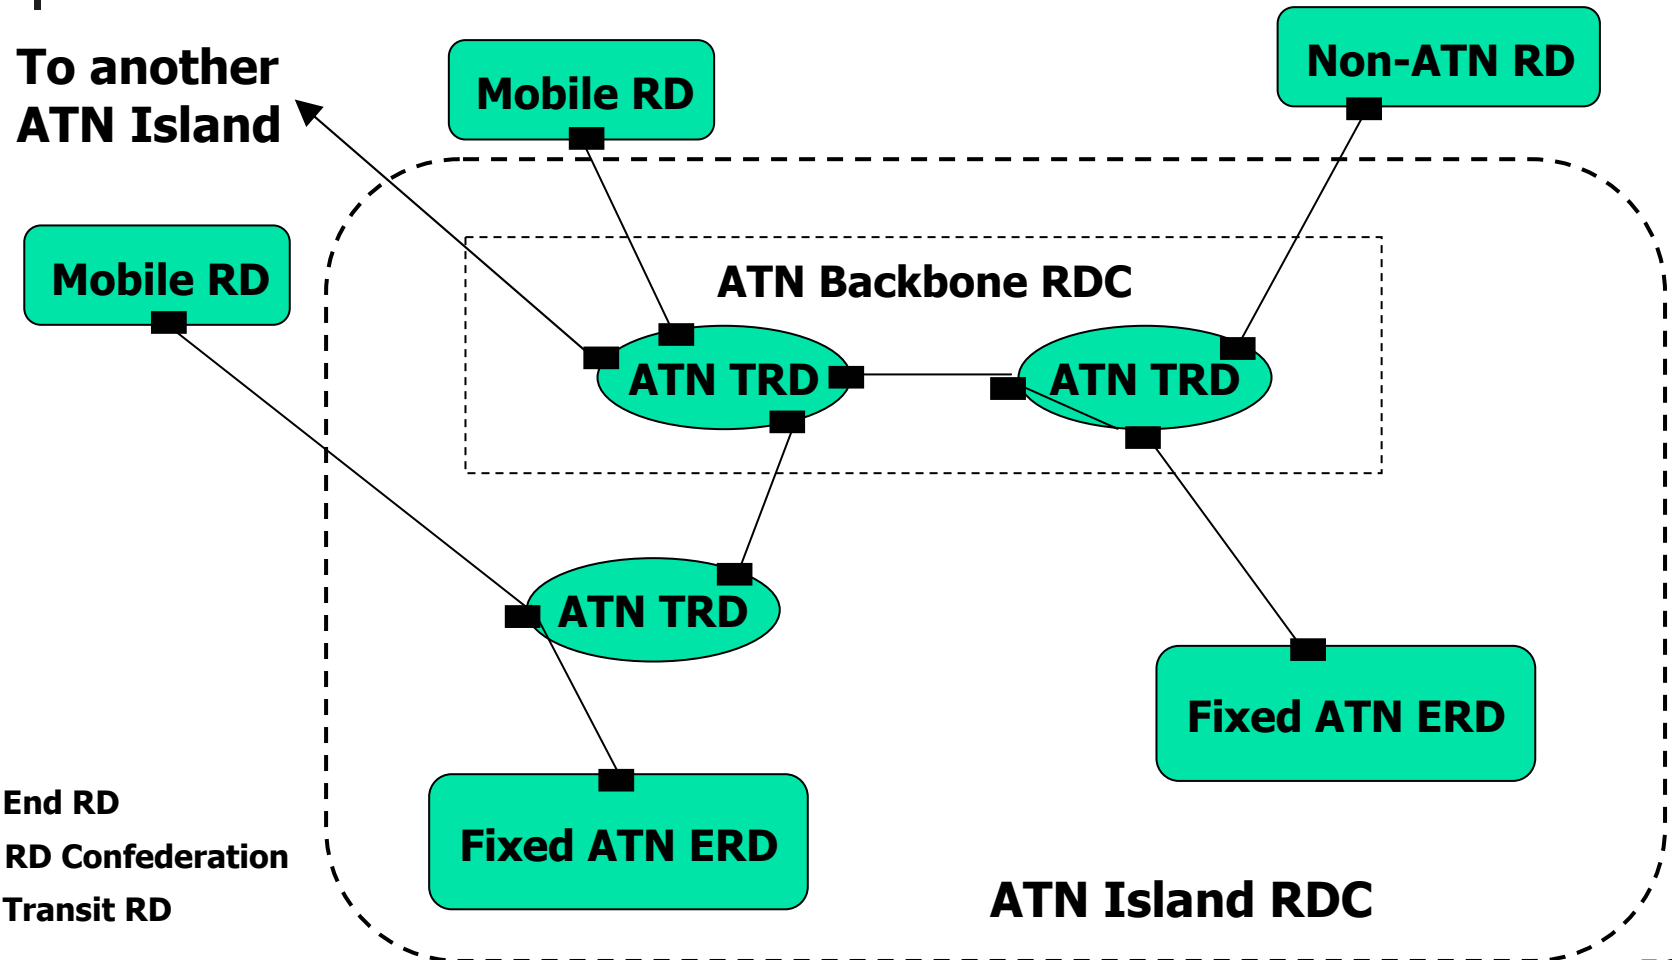 To another
ATN Island
Mobile RD
Non-ATN RD
Mobile RD
ATN Backbone RDC
ATN TRD
ATN TRD
ATN TRD
Fixed ATN ERD
Fixed ATN ERD
End RD
RD Confederation
Transit RD
ATN Island RDC